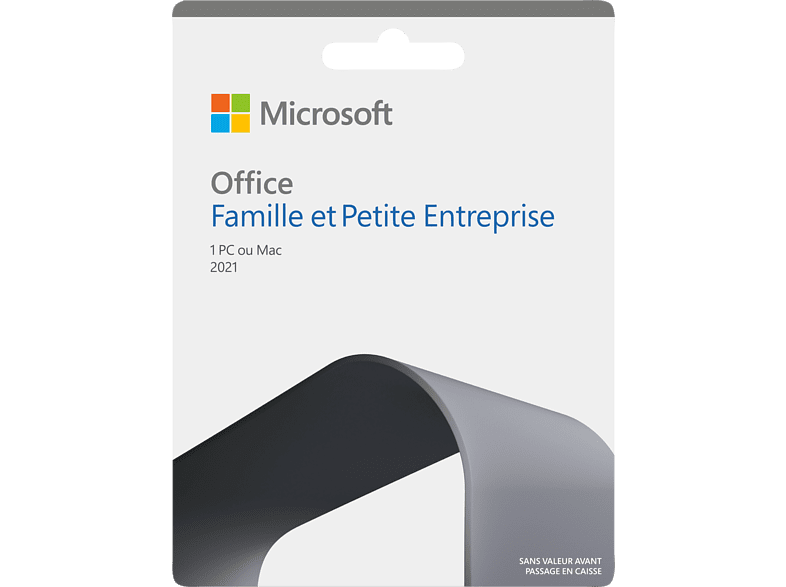 Microsoft
Office
Famille et Petite Entreprise
1 PC ou Mac
2021
SANS VALEUR AVANT
PASSAGE EN CAISSE